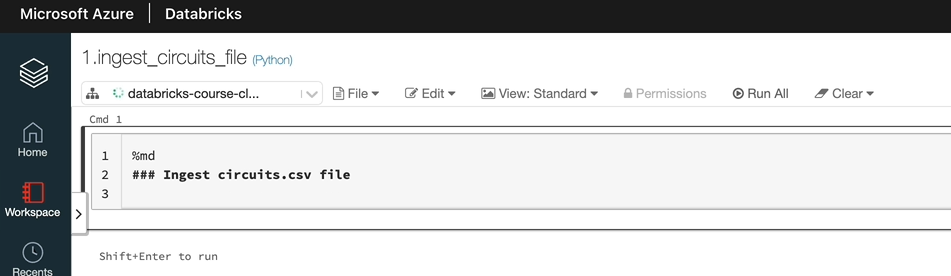 Microsoft Azure Databricks
1.ingest_circuits_file (Python)
databricks-course-cl... File Edit View: Standard Permissions Run All Clear
Cmd 1
1 %md
2 ### Ingest circuits.csv file
3
Shift+Enter to run
Home
Workspace
Recents